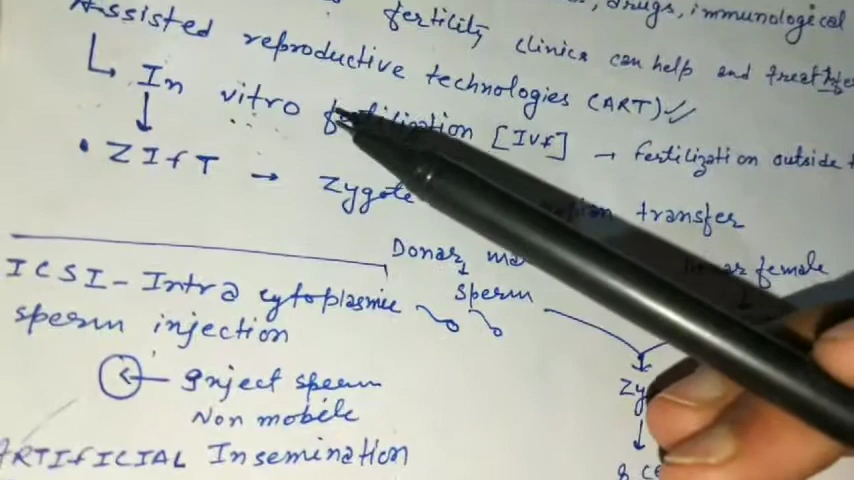 drugs, immunological
fertility clinics can help and treat
Assisted reproductive technologies (ART)
In vitro fertilization [IVF] → fertilization outside
• ZIFT → Zygote transfer
ICSI - Intra cytoplasmic
sperm injection
Donar
sperm
female
Inject sperm
Non mobile
ARTIFICIAL Insemination